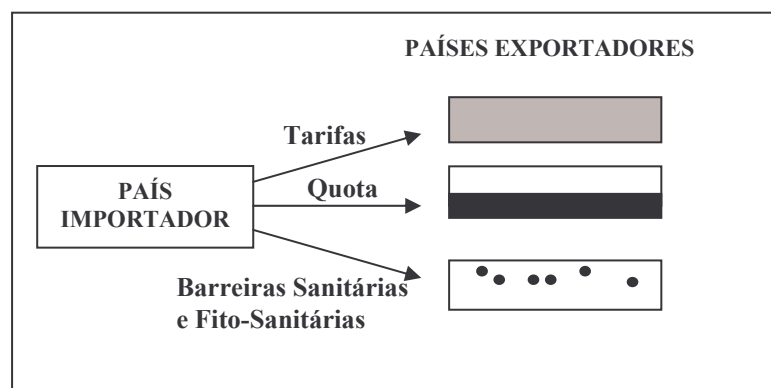 PAÍSES EXPORTADORES
Tarifas
PAÍS
IMPORTADOR
Quota
Barreiras Sanitárias
e Fito-Sanitárias